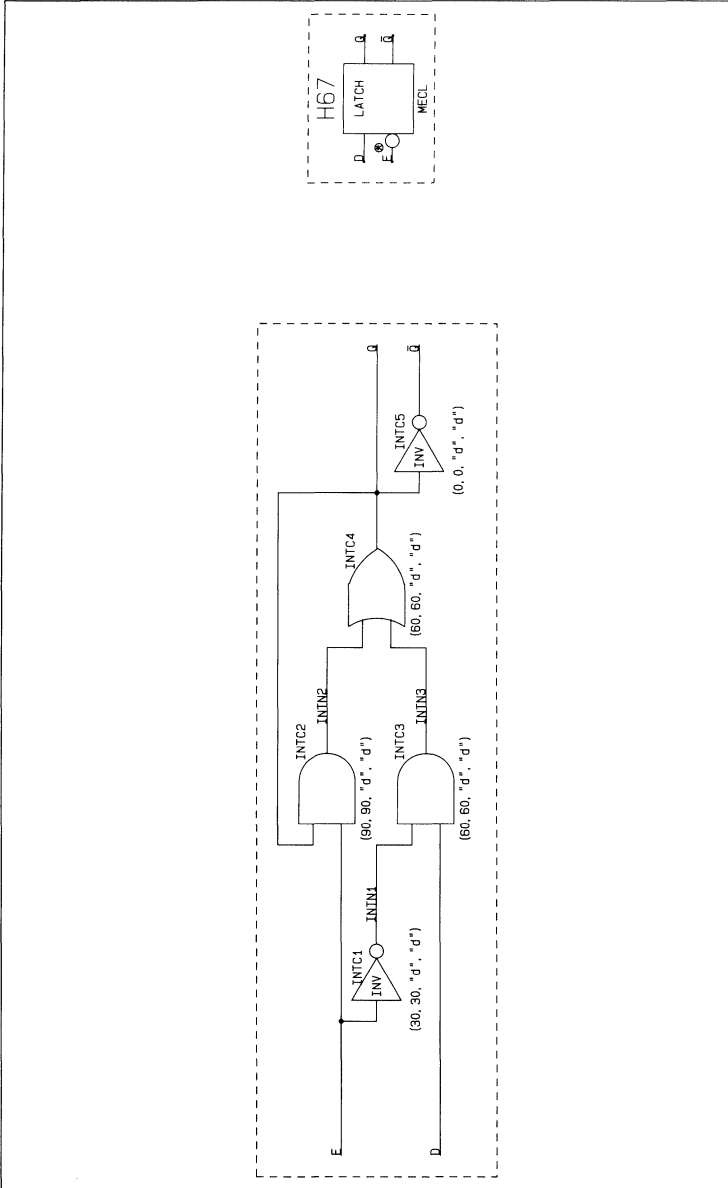 H67
LATCH
MECL
D
E
Q
Q̅
E
D
INTC1
INV
(30, 30, "d", "d")
INTN1
INTC2
(90, 90, "d", "d")
INTN2
INTC3
(60, 60, "d", "d")
INTN3
INTC4
(60, 60, "d", "d")
INTC5
INV
(0, 0, "d", "d")
Q
Q̅